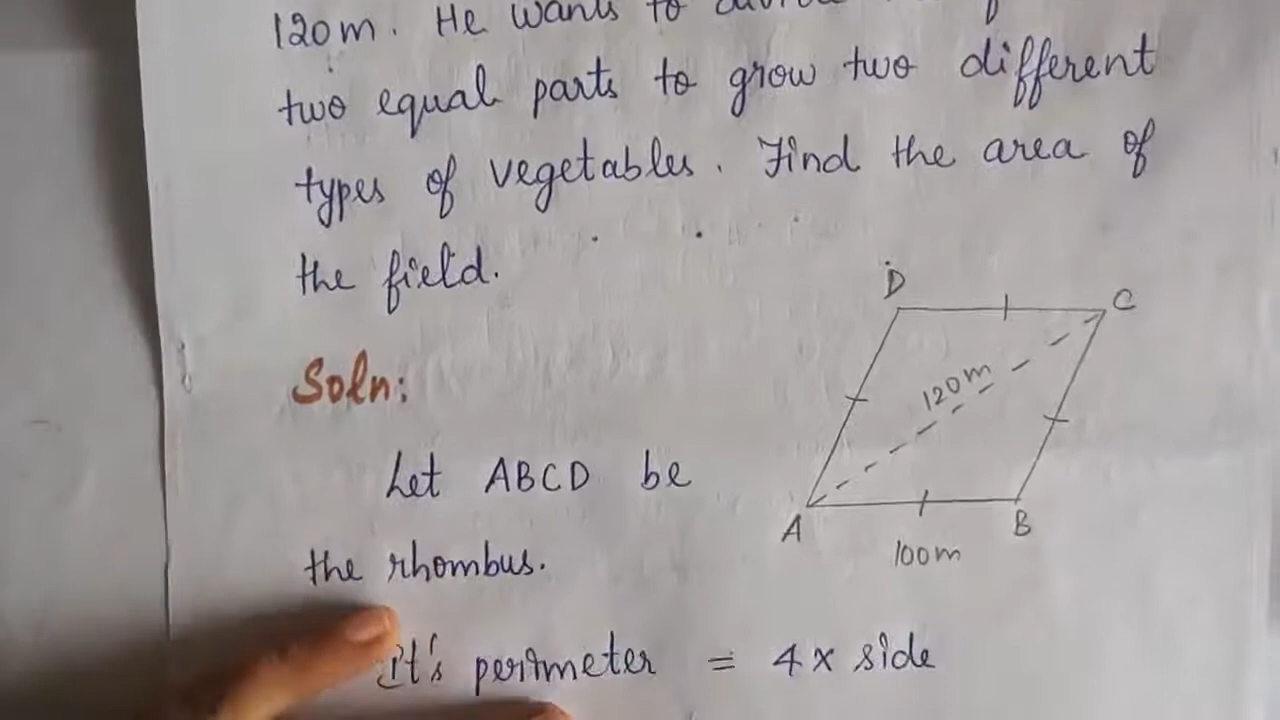 120m. He wants to
two equal parts to grow two different
types of vegetables. Find the area of
the field.
D
C
120m
Soln:
Let ABCD be
A
B
100m
the rhombus.
it's perimeter = 4 x side